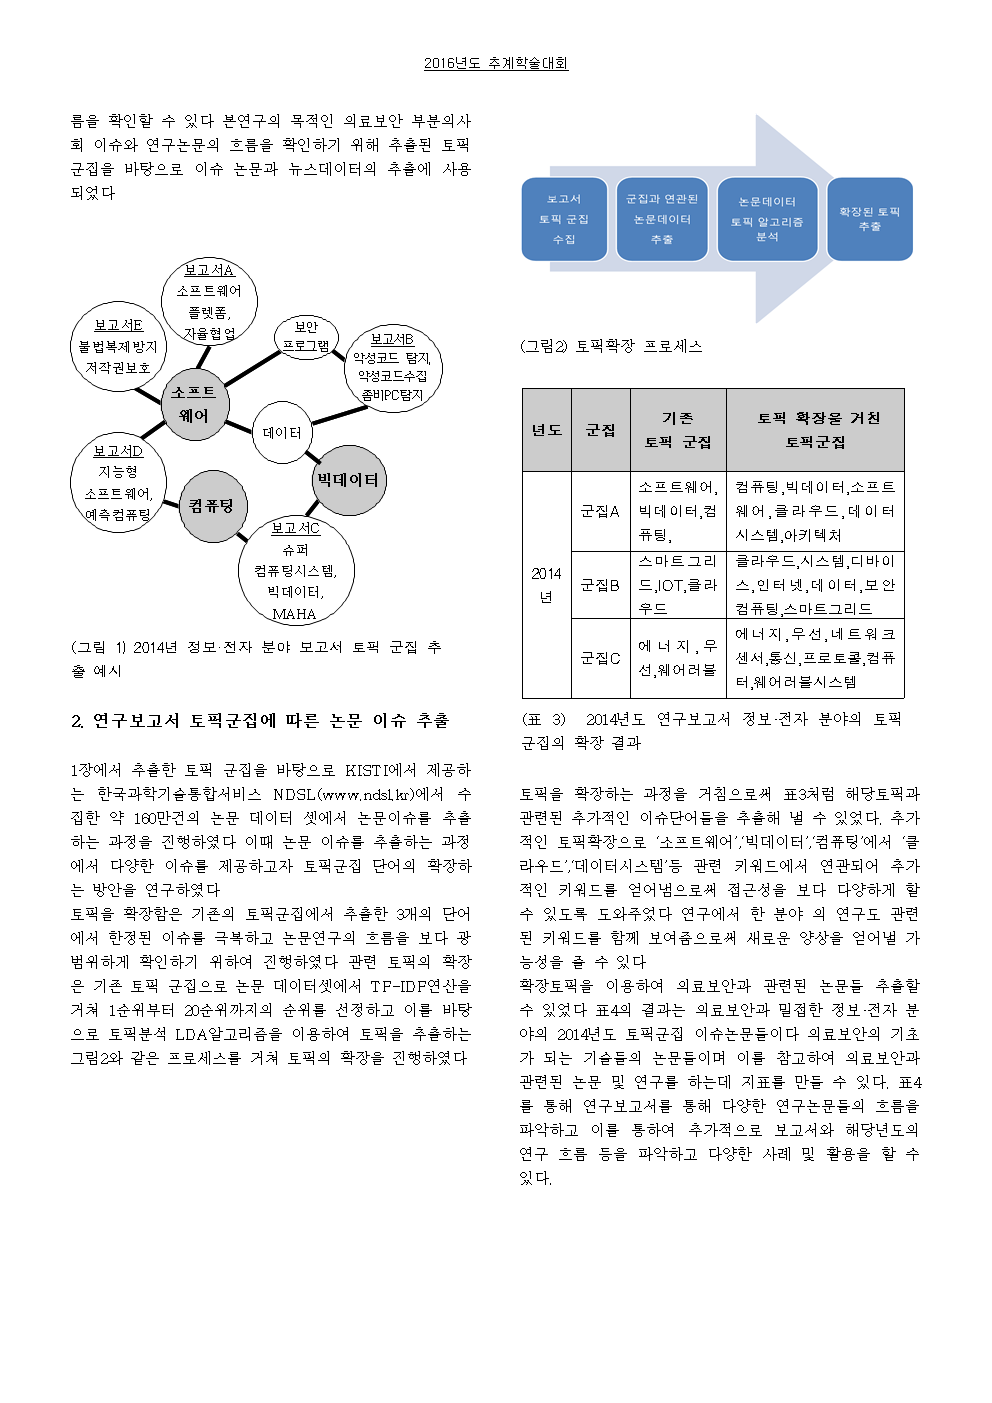 2016년도 추계학술대회
름을 확인할 수 있다 본연구의 목적인 의료보안 부분의사
회 이슈와 연구논문의 흐름을 확인하기 위해 추출된 토픽
군집을 바탕으로 이슈 논문과 뉴스데이터의 추출에 사용
되었다
보고서A
소프트웨어
플렛폼,
자율협업
보고서E
불법복제방지
저작권보호
보안
프로그램
보고서B
악성코드 탐지,
악성코드수집
좀비PC탐지
소프트
웨어
데이터
보고서D
지능형
소프트웨어,
예측컴퓨팅
컴퓨팅
빅데이터
보고서C
슈퍼
컴퓨팅시스템,
빅데이터,
MAHA
(그림 1) 2014년 정보·전자 분야 보고서 토픽 군집 추
출 예시
2. 연구보고서 토픽군집에 따른 논문 이슈 추출
1장에서 추출한 토픽 군집을 바탕으로 KISTI에서 제공하
는 한국과학기술통합서비스 NDSL(www.ndsl.kr)에서 수
집한 약 160만건의 논문 데이터 셋에서 논문이슈를 추출
하는 과정을 진행하였다 이때 논문 이슈를 추출하는 과정
에서 다양한 이슈를 제공하고자 토픽군집 단어의 확장하
는 방안을 연구하였다
토픽을 확장함은 기존의 토픽군집에서 추출한 3개의 단어
에서 한정된 이슈를 극복하고 논문연구의 흐름을 보다 광
범위하게 확인하기 위하여 진행하였다 관련 토픽의 확장
은 기존 토픽 군집으로 논문 데이터셋에서 TF-IDF연산을
거쳐 1순위부터 20순위까지의 순위를 선정하고 이를 바탕
으로 토픽분석 LDA알고리즘을 이용하여 토픽을 추출하는
그림2와 같은 프로세스를 거쳐 토픽의 확장을 진행하였다
보고서
토픽 군집
수집
군집과 연관된
논문데이터
추출
논문데이터
토픽 알고리즘
분석
확장된 토픽
추출
(그림2) 토픽확장 프로세스
년도 군집 기존 토픽 확장을 거친
토픽 군집 토픽군집
2014
년
군집A
소프트웨어,
빅데이터,컴
퓨팅,
컴퓨팅,빅데이터,소프트
웨어,클라우드,데이터
시스템,아키텍처
군집B
스마트그리
드,IOT,클라
우드
클라우드,시스템,디바이
스,인터넷,데이터,보안
컴퓨팅,스마트그리드
군집C
에너지,무
선,웨어러블
에너지,무선,네트워크
센서,통신,프로토콜,컴퓨
터,웨어러블시스템
(표 3) 2014년도 연구보고서 정보·전자 분야의 토픽
군집의 확장 결과
토픽을 확장하는 과정을 거침으로써 표3처럼 해당토픽과
관련된 추가적인 이슈단어들을 추출해 낼 수 있었다. 추가
적인 토픽확장으로 ‘소프트웨어’,‘빅데이터’,‘컴퓨팅’에서 ‘클
라우드’,‘데이터시스템’등 관련 키워드에서 연관되어 추가
적인 키워드를 얻어냄으로써 접근성을 보다 다양하게 할
수 있도록 도와주었다 연구에서 한 분야 의 연구도 관련
된 키워드를 함께 보여줌으로써 새로운 양상을 얻어낼 가
능성을 줄 수 있다
확장토픽을 이용하여 의료보안과 관련된 논문들 추출할
수 있었다 표4의 결과는 의료보안과 밀접한 정보·전자 분
야의 2014년도 토픽군집 이슈논문들이다 의료보안의 기초
가 되는 기술들의 논문들이며 이를 참고하여 의료보안과
관련된 논문 및 연구를 하는데 지표를 만들 수 있다. 표4
를 통해 연구보고서를 통해 다양한 연구논문들의 흐름을
파악하고 이를 통하여 추가적으로 보고서와 해당년도의
연구 흐름 등을 파악하고 다양한 사례 및 활용을 할 수
있다.